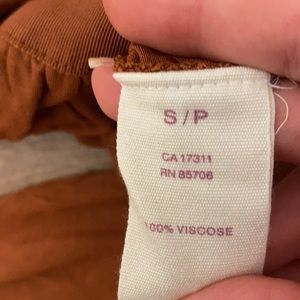 S / P
CA 17311
RN 85706
100% VISCOSE